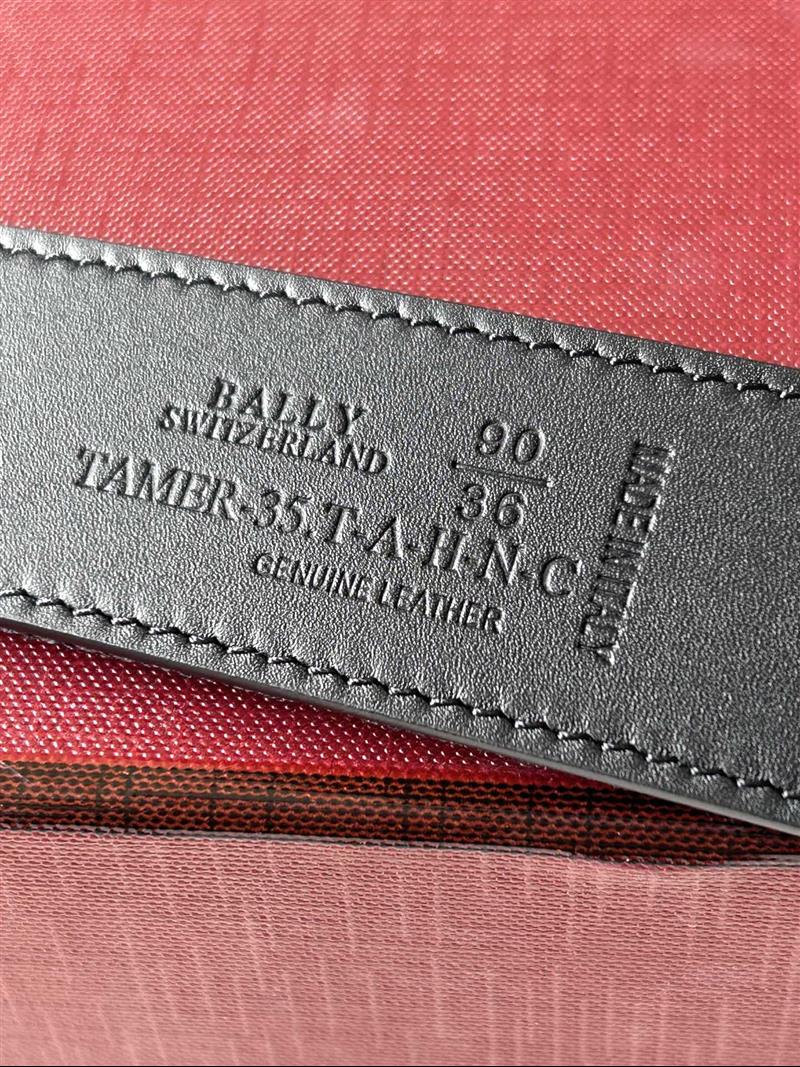 BALLY
SWITZERLAND
90
36
TAMER-35.T-A-H-N-C
GENUINE LEATHER
MADE IN ITALY